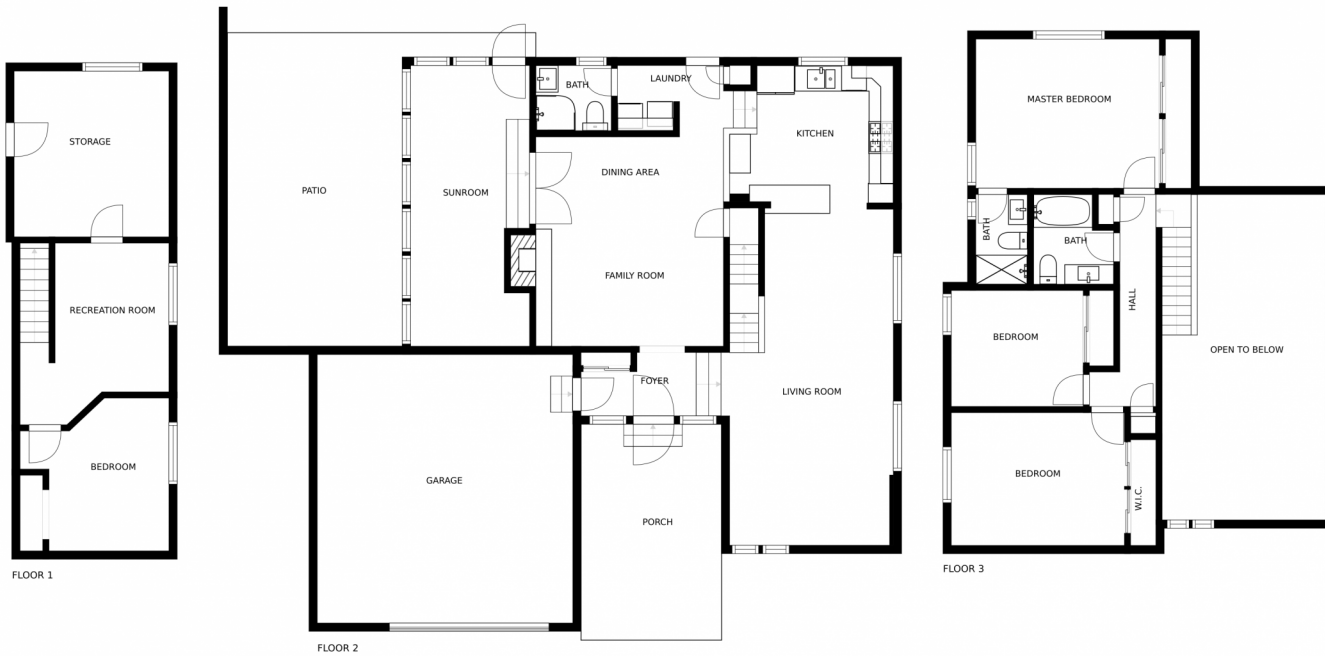 STORAGE
RECREATION ROOM
BEDROOM
FLOOR 1
PATIO
SUNROOM
BATH
LAUNDRY
KITCHEN
DINING AREA
FAMILY ROOM
FOYER
LIVING ROOM
GARAGE
PORCH
FLOOR 2
MASTER BEDROOM
BATH
BATH
HALL
BEDROOM
OPEN TO BELOW
BEDROOM
W.I.C.
FLOOR 3